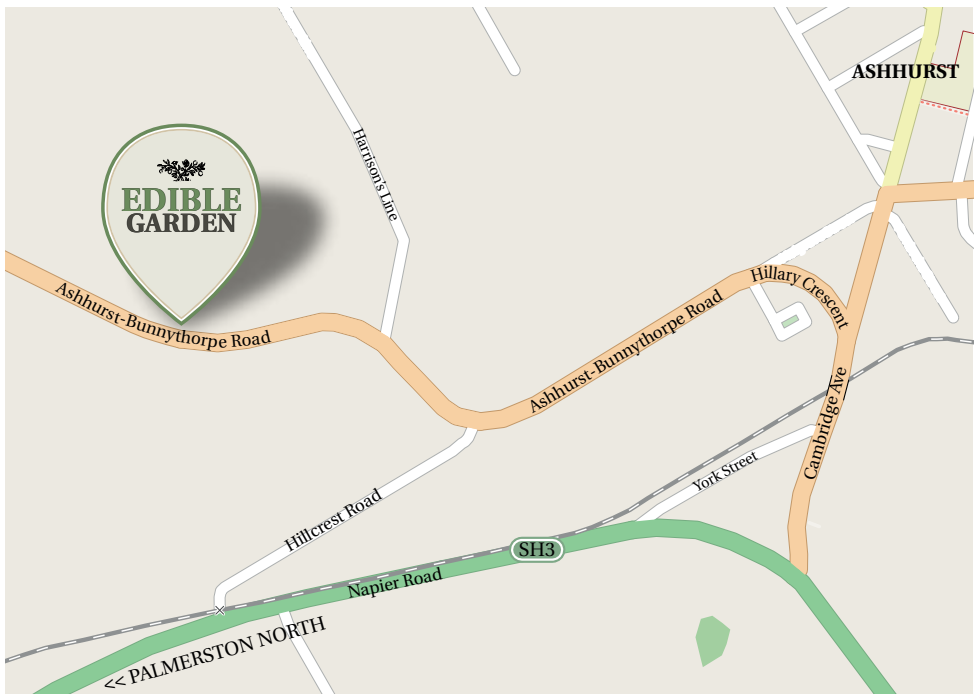 ASHHURST
Harrison's Line
EDIBLE
GARDEN
Hillary Crescent
Ashhurst-Bunnythorpe Road
Ashhurst-Bunnythorpe Road
Cambridge Ave
York Street
Hillcrest Road
SH3
Napier Road
<< PALMERSTON NORTH